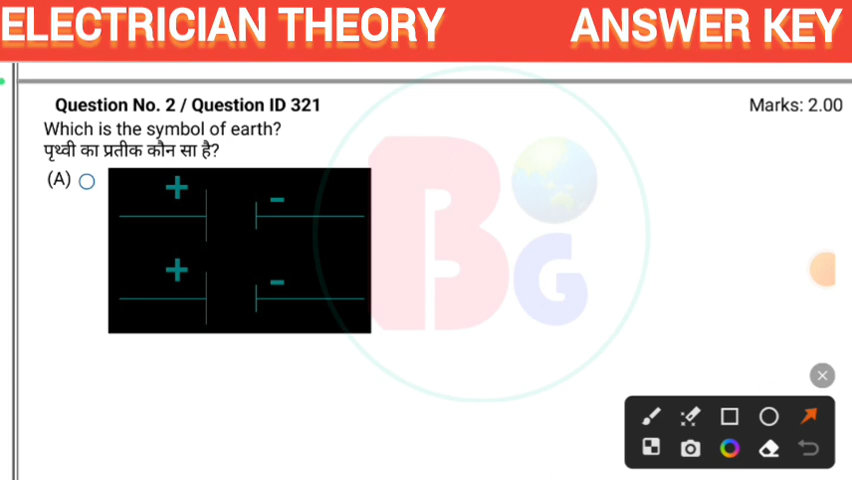 ELECTRICIAN THEORY ANSWER KEY
Question No. 2 / Question ID 321 Marks: 2.00
Which is the symbol of earth?
पृथ्वी का प्रतीक कौन सा है?
(A)
+ -
+ -
BG